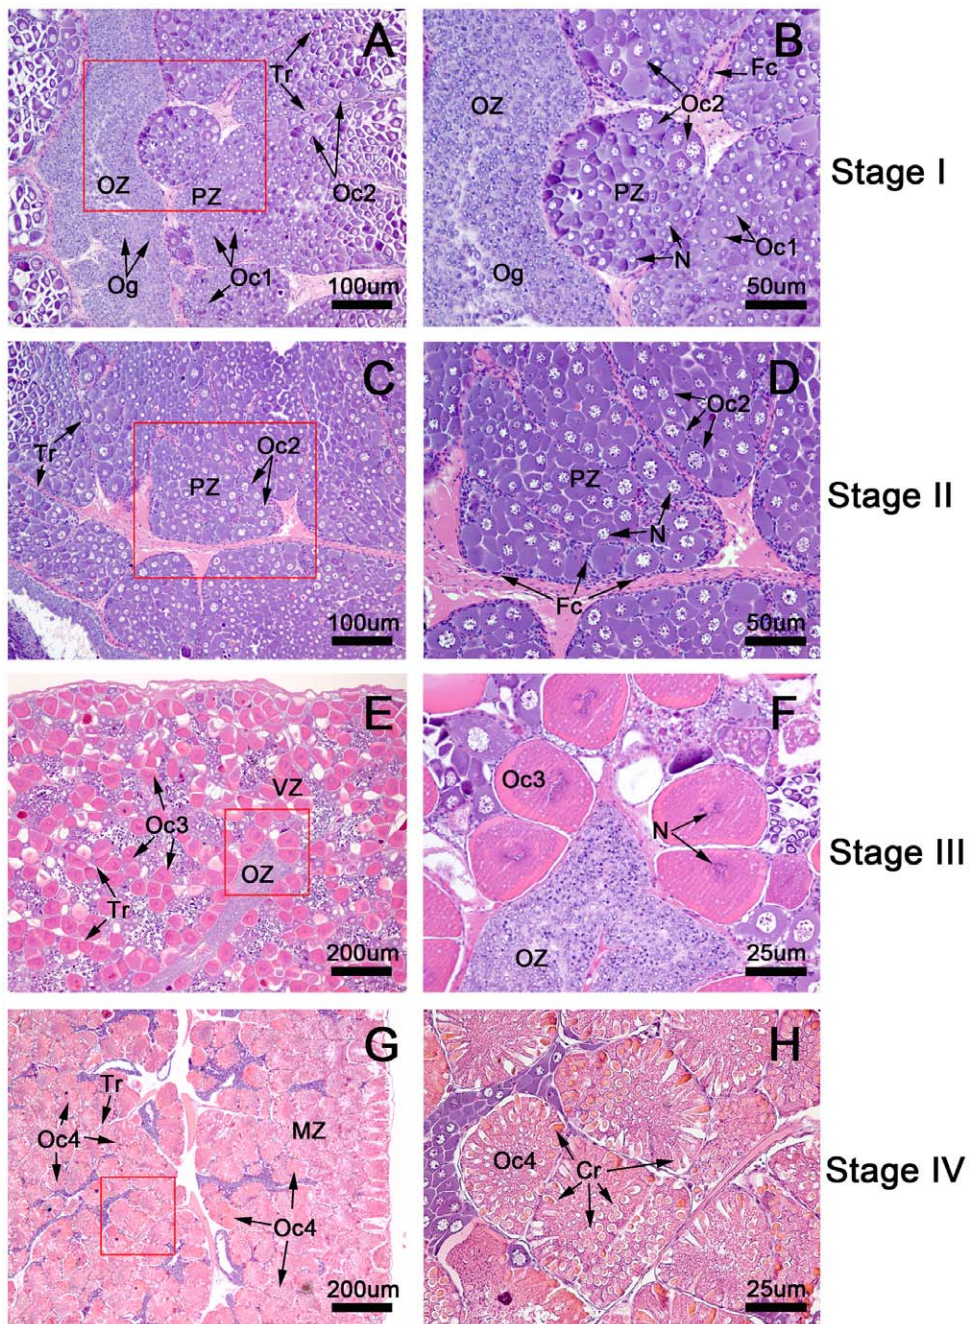 A
B
Tr
Fc
Oc2
OZ
Stage I
OZ
PZ
Oc2
PZ
Oc1
Og
Oc1
Og
N
100um
50um
C
D
Oc2
Tr
Oc2
PZ
PZ
Stage II
N
Fc
100um
50um
E
F
VZ
Oc3
Oc3
N
OZ
Stage III
Tr
OZ
200um
25um
G
H
Tr
Oc4
MZ
Oc4
Cr
Stage IV
Oc4
200um
25um